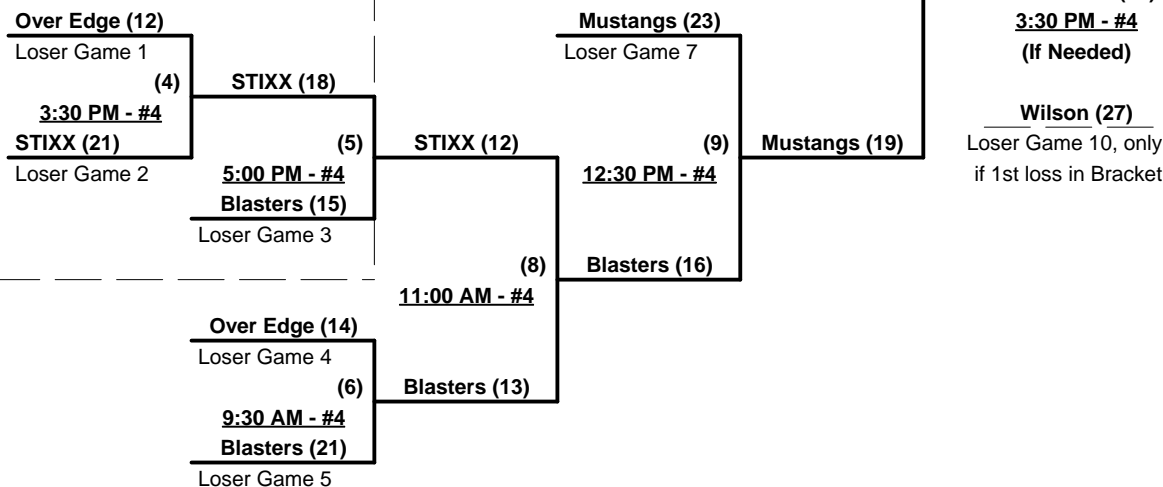 Over Edge (12)
Loser Game 1
(4)
3:30 PM - #4
STIXX (21)
Loser Game 2
STIXX (18)
(5)
5:00 PM - #4
Blasters (15)
Loser Game 3
STIXX (12)
(8)
11:00 AM - #4
Over Edge (14)
Loser Game 4
(6)
9:30 AM - #4
Blasters (21)
Loser Game 5
Blasters (13)
Mustangs (23)
Loser Game 7
(9)
12:30 PM - #4
Blasters (16)
Mustangs (19)
3:30 PM - #4
(If Needed)
Wilson (27)
Loser Game 10, only
if 1st loss in Bracket